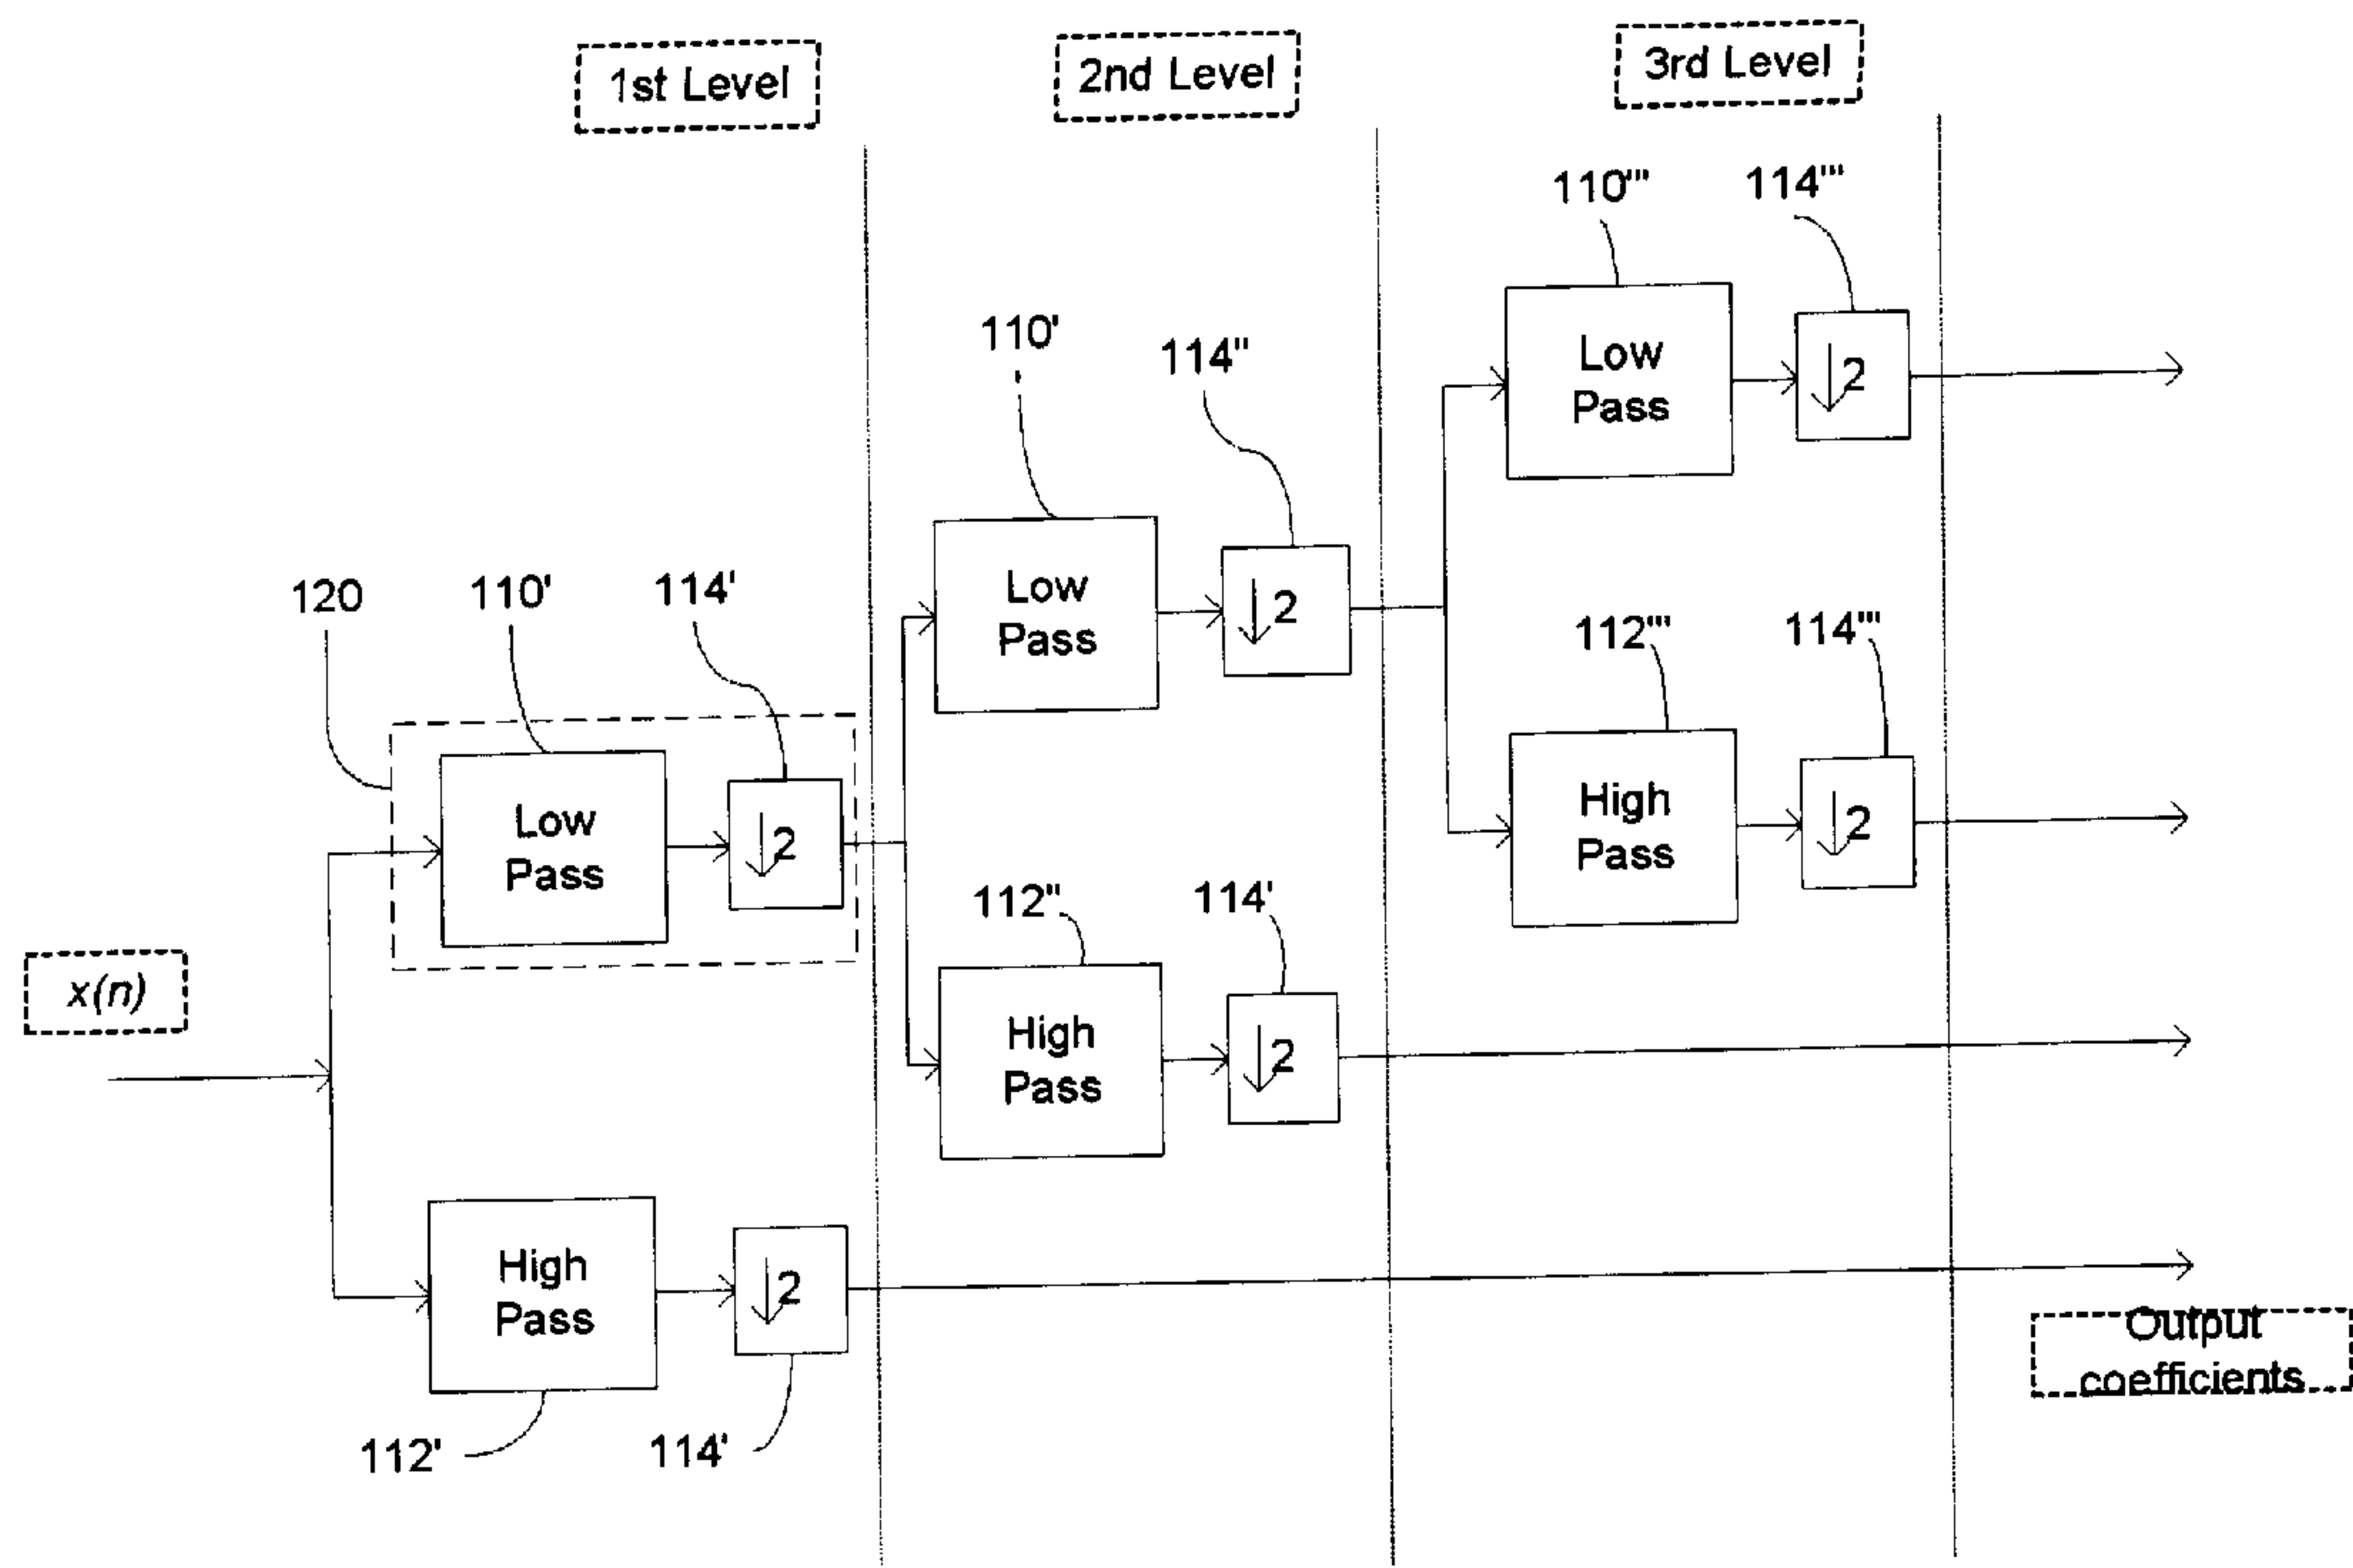 1st Level
2nd Level
3rd Level
110'''
114'''
Low
Pass
↓2
110'
114''
Low
Pass
↓2
112'''
114'''
High
Pass
↓2
120
110'
114'
Low
Pass
↓2
112''
114'
High
Pass
↓2
x(n)
High
Pass
↓2
112'
114'
Output
coefficients